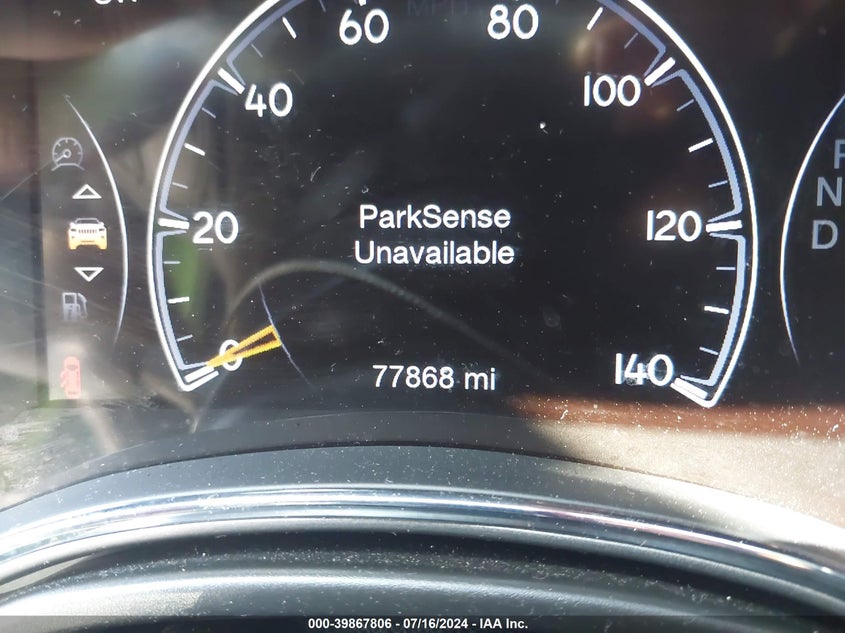 MPH
60
80
40
100
20
120
0
140
ParkSense
Unavailable
77868 mi
N
D
000-39867806 - 07/16/2024 - IAA Inc.